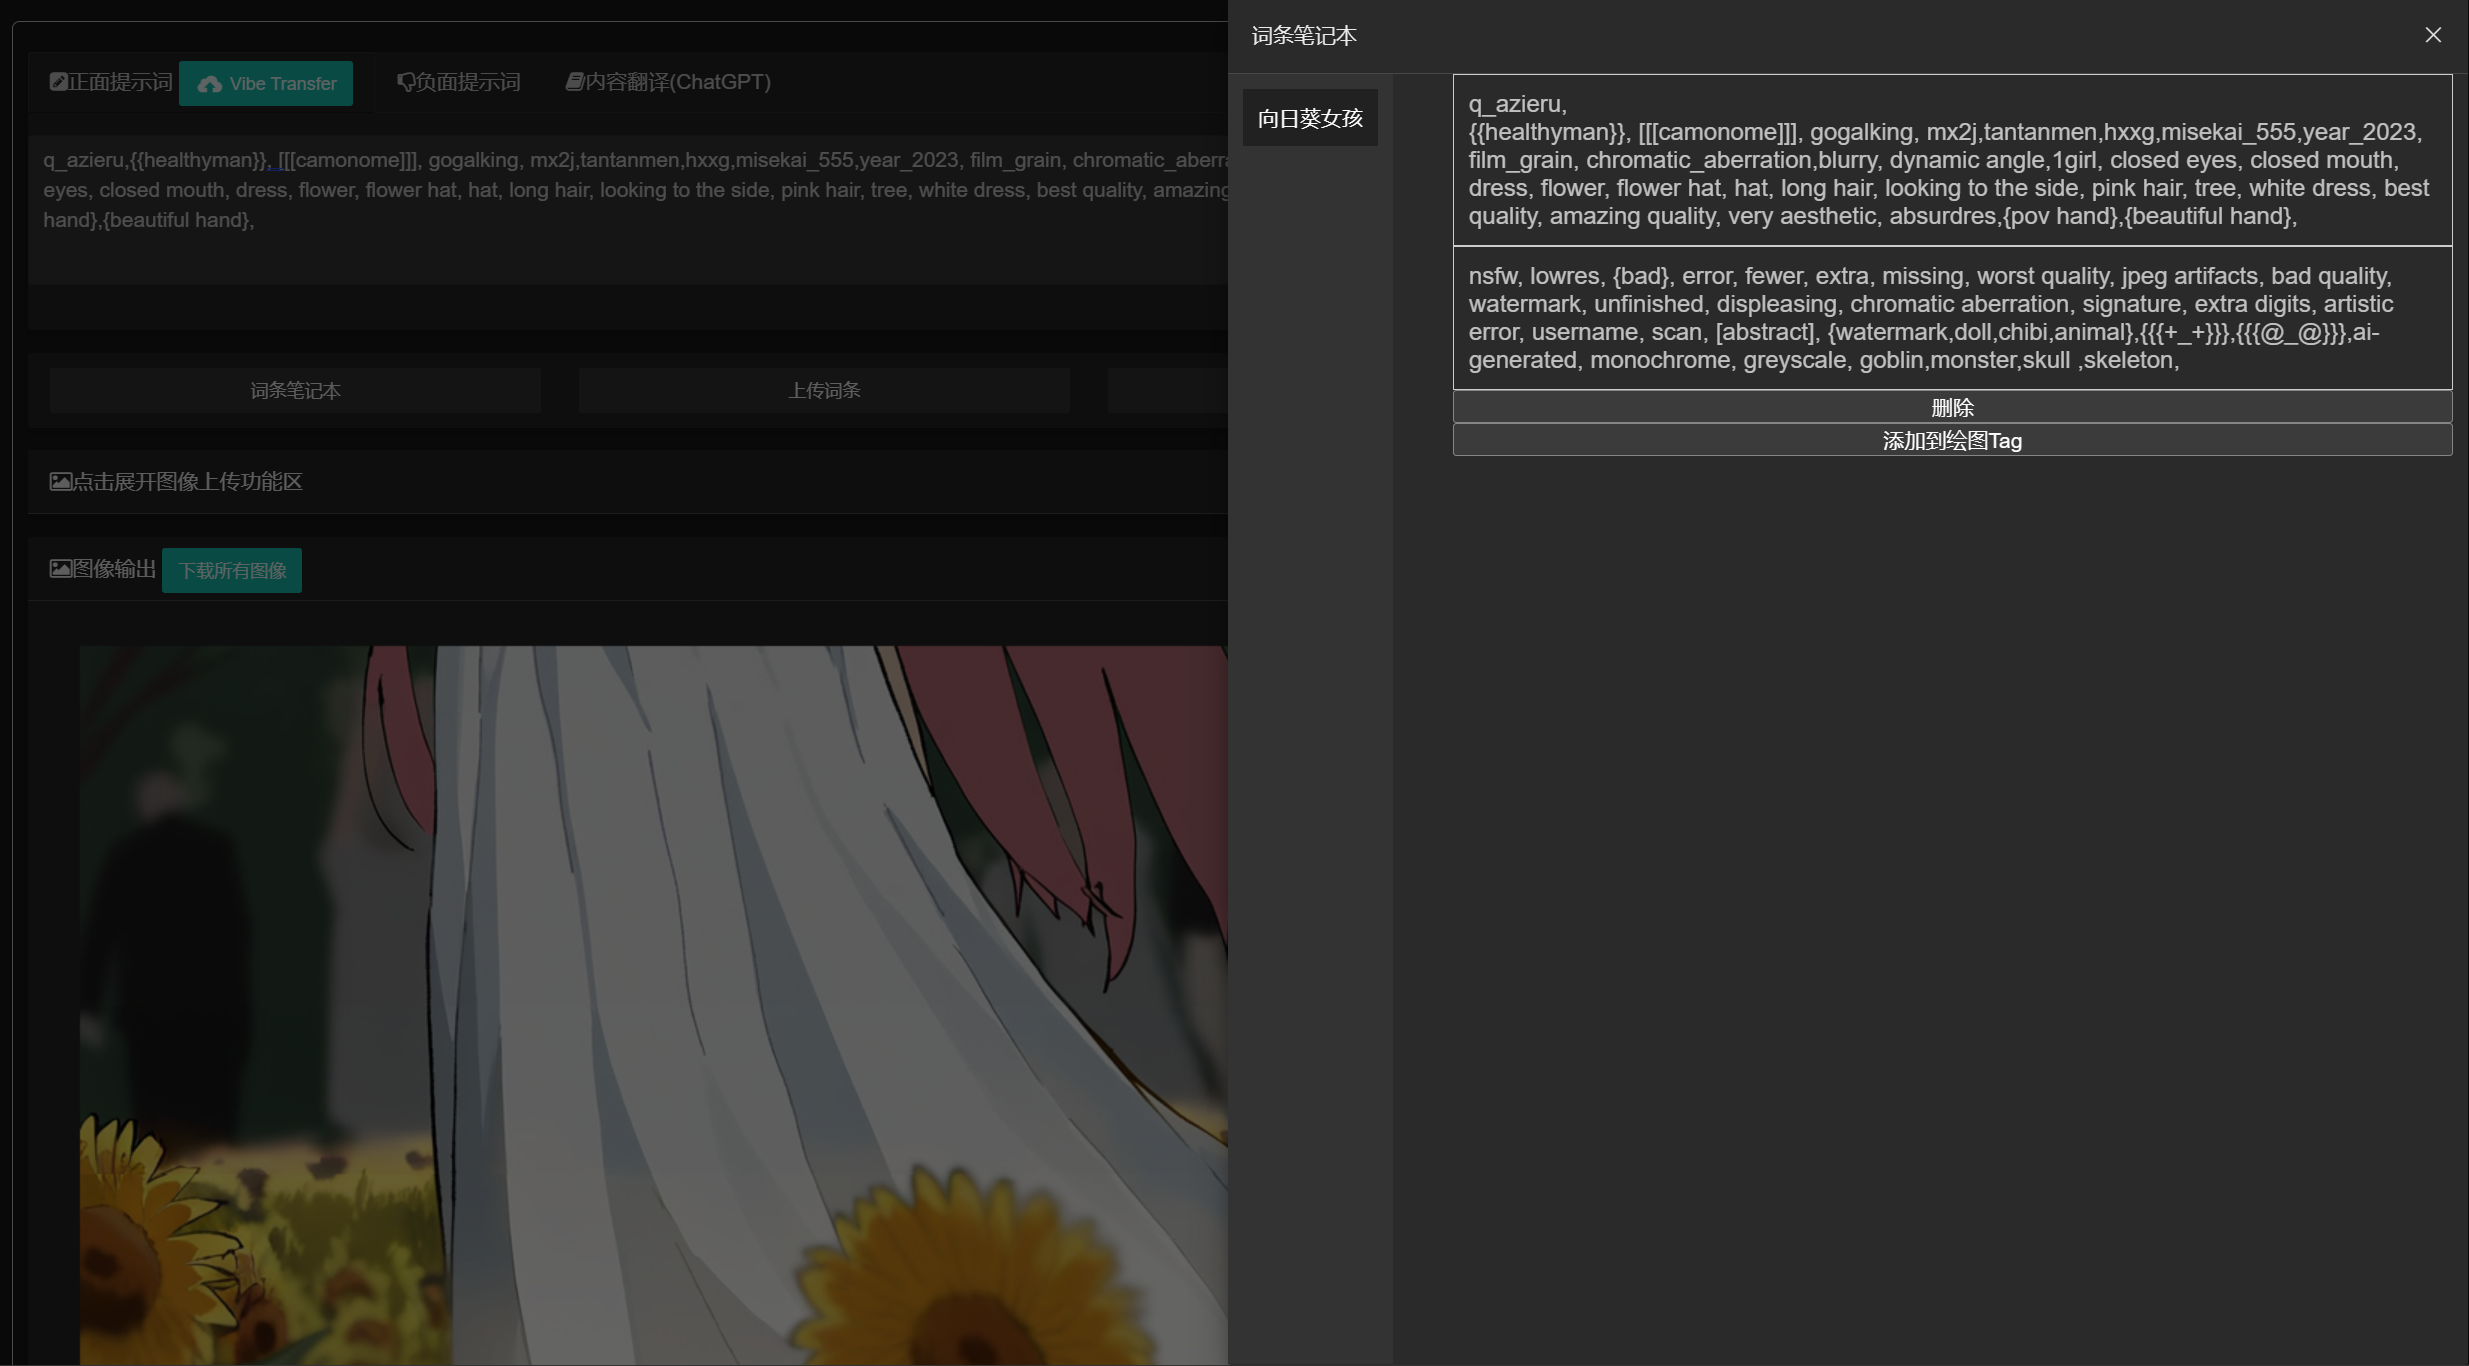 正面提示词 Vibe Transfer 负面提示词 内容翻译(ChatGPT)
q_azieru,{{healthyman}}, [[[camonome]]], gogalking, mx2j,tantanmen,hxxg,misekai_555,year_2023, film_grain, chromatic_aberra
eyes, closed mouth, dress, flower, flower hat, hat, long hair, looking to the side, pink hair, tree, white dress, best quality, amazing
hand},{beautiful hand},
词条笔记本 上传词条
点击展开图像上传功能区
图像输出 下载所有图像
词条笔记本
向日葵女孩
q_azieru,
{{healthyman}}, [[[camonome]]], gogalking, mx2j,tantanmen,hxxg,misekai_555,year_2023,
film_grain, chromatic_aberration,blurry, dynamic angle,1girl, closed eyes, closed mouth,
dress, flower, flower hat, hat, long hair, looking to the side, pink hair, tree, white dress, best
quality, amazing quality, very aesthetic, absurdres,{pov hand},{beautiful hand},
nsfw, lowres, {bad}, error, fewer, extra, missing, worst quality, jpeg artifacts, bad quality,
watermark, unfinished, displeasing, chromatic aberration, signature, extra digits, artistic
error, username, scan, [abstract], {watermark,doll,chibi,animal},{{{+_+}}},{{{@_@}}},ai-
generated, monochrome, greyscale, goblin,monster,skull ,skeleton,
删除
添加到绘图Tag